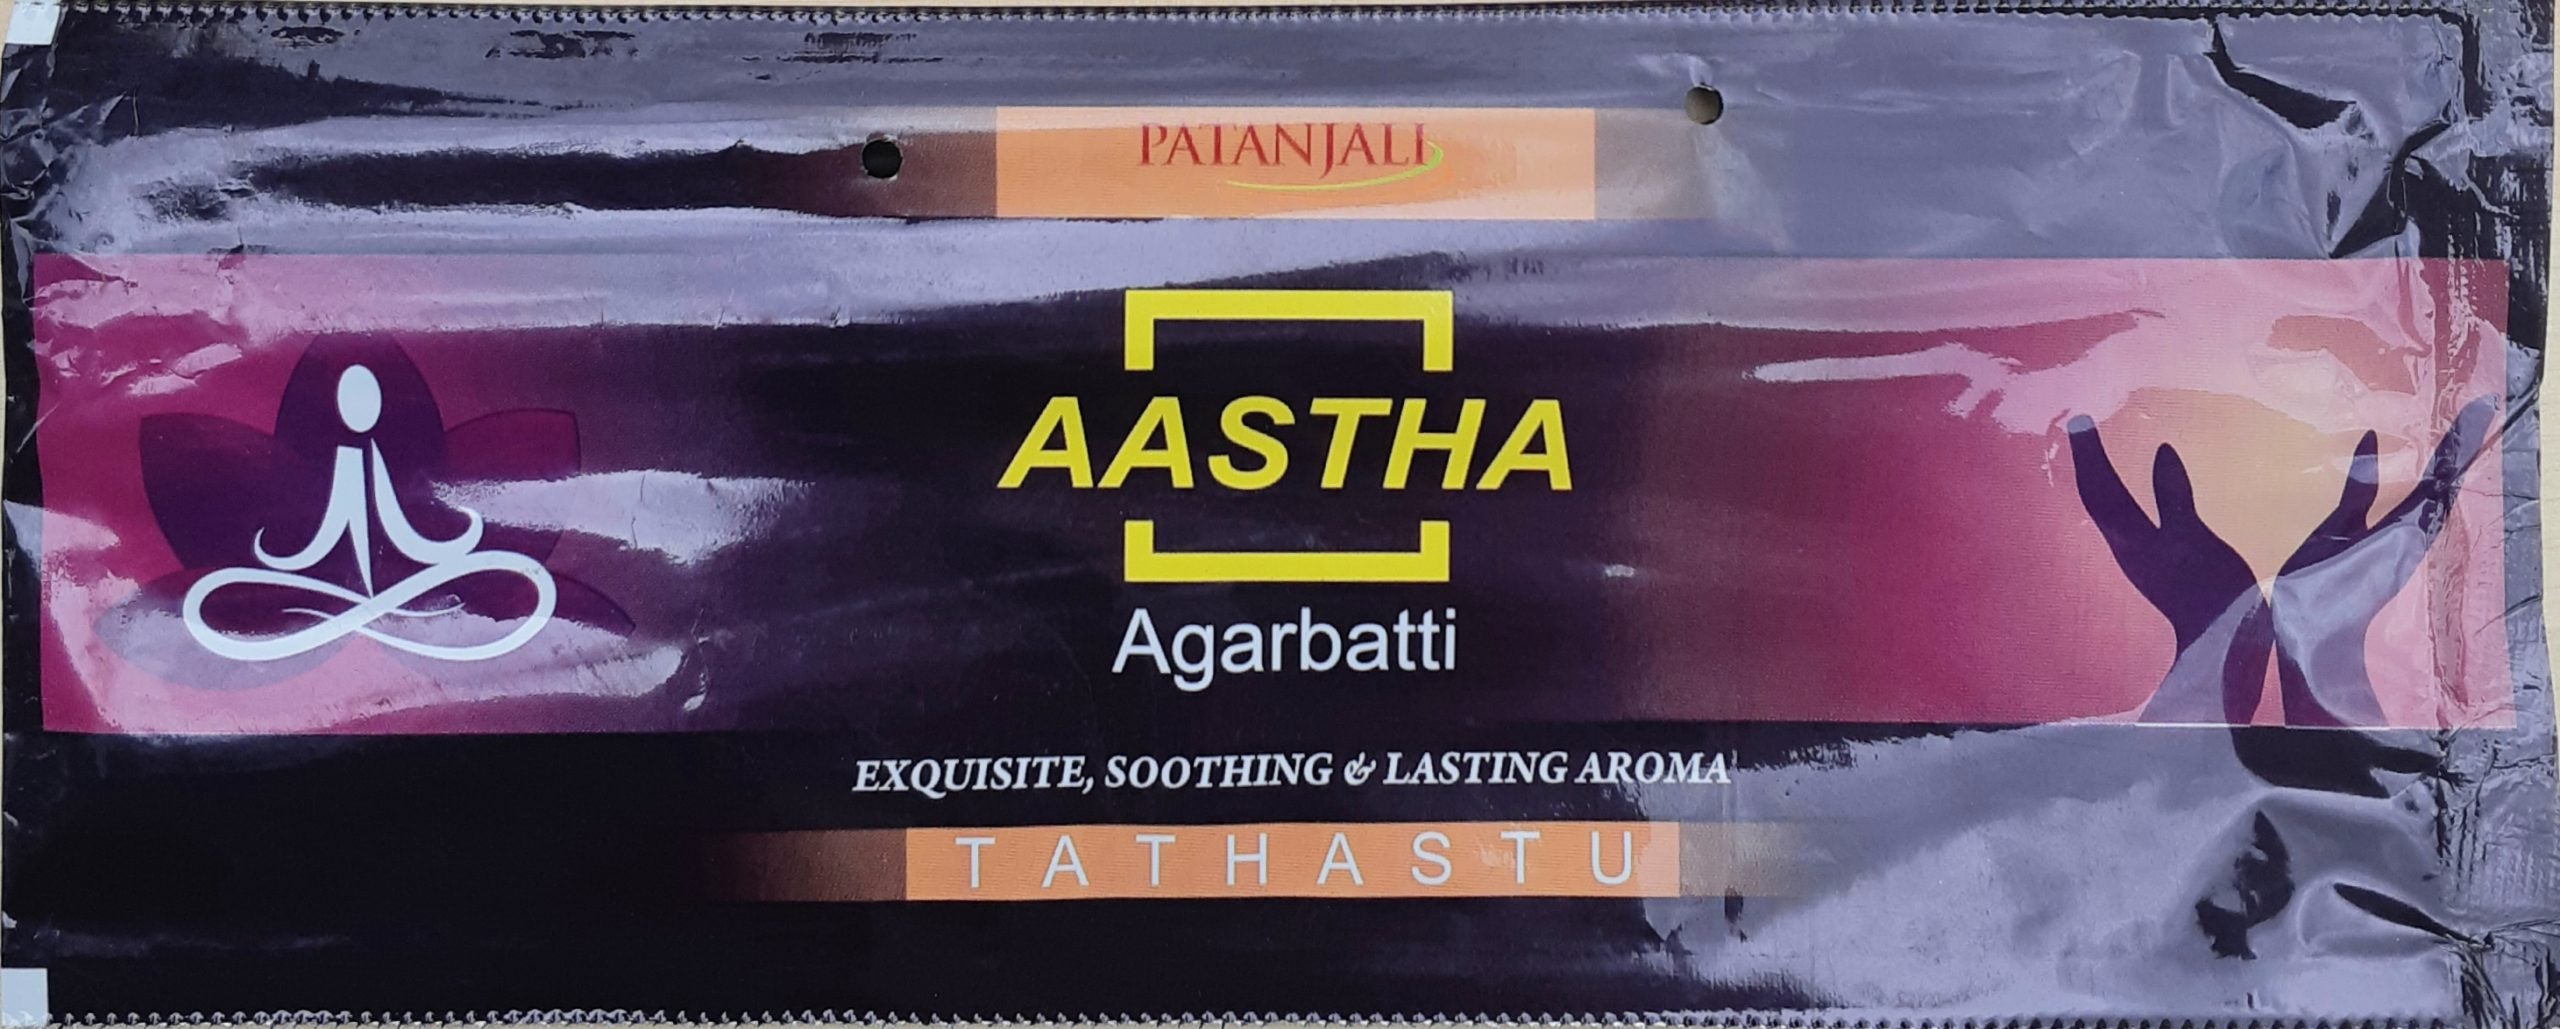 PATANJALI
AASTHA
Agarbatti
EXQUISITE, SOOTHING & LASTING AROMA
TATHASTU